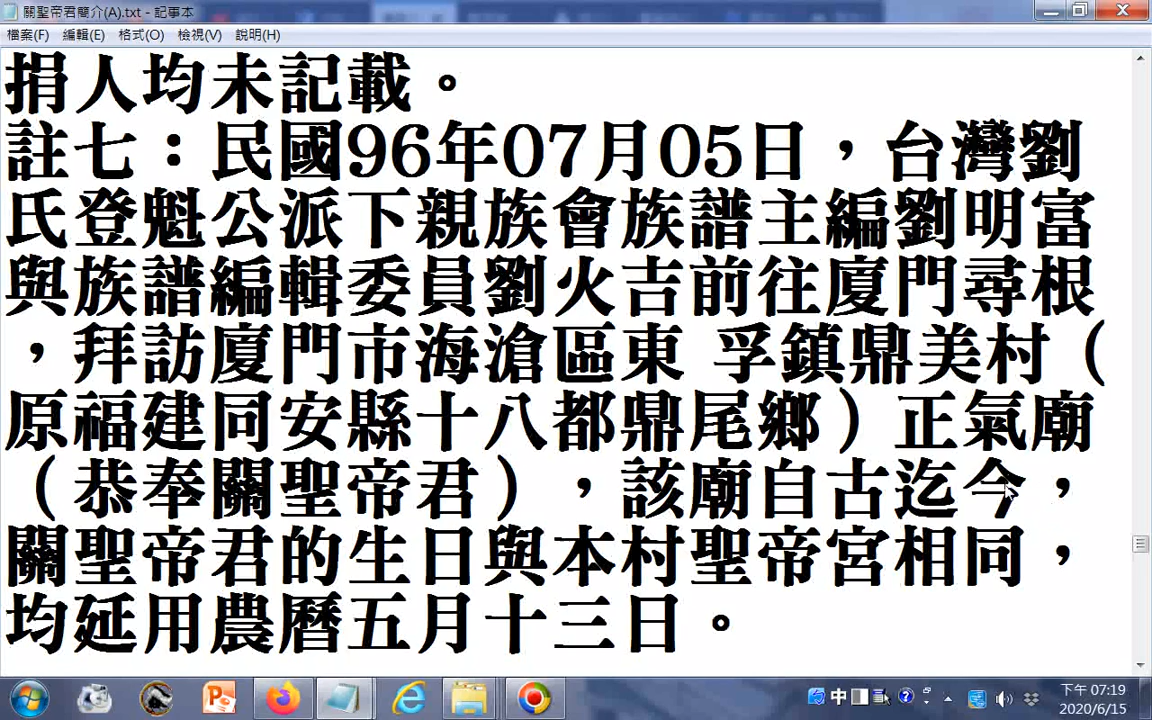 關聖帝君簡介(A).txt - 記事本
檔案(F) 編輯(E) 格式(O) 檢視(V) 說明(H)
捐人均未記載。
註七：民國96年07月05日，台灣劉
氏登魁公派下親族會族譜主編劉明富
與族譜編輯委員劉火吉前往廈門尋根
，拜訪廈門市海滄區東 孚鎮鼎美村（
原福建同安縣十八都鼎尾鄉）正氣廟
（恭奉關聖帝君），該廟自古迄今，
關聖帝君的生日與本村聖帝宮相同，
均延用農曆五月十三日。
中
下午 07:19
2020/6/15